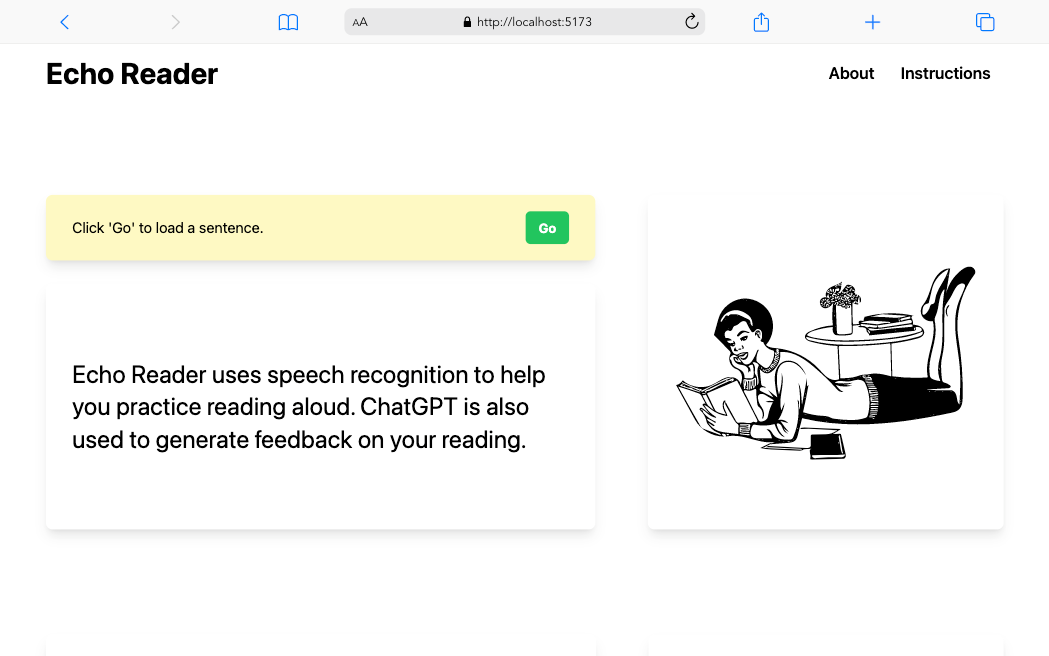 AA
http://localhost:5173
Echo Reader
About
Instructions
Click 'Go' to load a sentence.
Go
Echo Reader uses speech recognition to help
you practice reading aloud. ChatGPT is also
used to generate feedback on your reading.